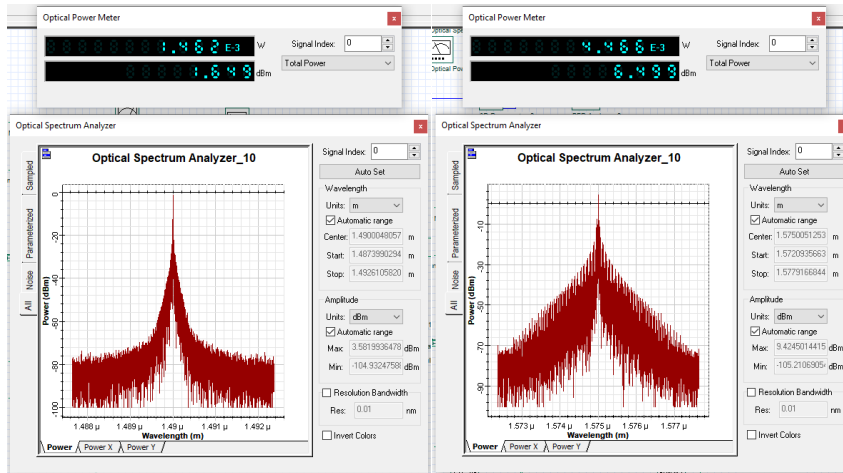 Optical Power Meter x
1.462 E-3 W
Signal Index: 0
1.649 dBm
Total Power
Optical Spectrum Analyzer x
Optical Spectrum Analyzer_10
Sampled
Parameterized
Noise
All
Power (dBm)
0
-20
-40
-60
-80
-100
1.488 µ 1.489 µ 1.49 µ 1.491 µ 1.492 µ
Wavelength (m)
Power Power X Power Y
Signal Index: 0
Auto Set
Wavelength
Units: m
Automatic range
Center: 1.4900048057 m
Start: 1.4873990294 m
Stop: 1.4926105820 m
Amplitude
Units: dBm
Automatic range
Max: 3.5819936478 dBm
Min: -104.9324758 dBm
Resolution Bandwidth
Res: 0.01 nm
Invert Colors
Optical Power Meter x
4.466 E-3 W
Signal Index: 0
6.499 dBm
Total Power
Optical Power
Optical Spectrum Analyzer x
Optical Spectrum Analyzer_10
Sampled
Parameterized
Noise
All
Power (dBm)
-10
-30
-50
-70
-90
1.573 µ 1.574 µ 1.575 µ 1.576 µ 1.577 µ
Wavelength (m)
Power Power X Power Y
Signal Index: 0
Auto Set
Wavelength
Units: m
Automatic range
Center: 1.5750051253 m
Start: 1.5720935663 m
Stop: 1.5779166844 m
Amplitude
Units: dBm
Automatic range
Max: 9.4245014415 dBm
Min: -105.2106905 dBm
Resolution Bandwidth
Res: 0.01 nm
Invert Colors